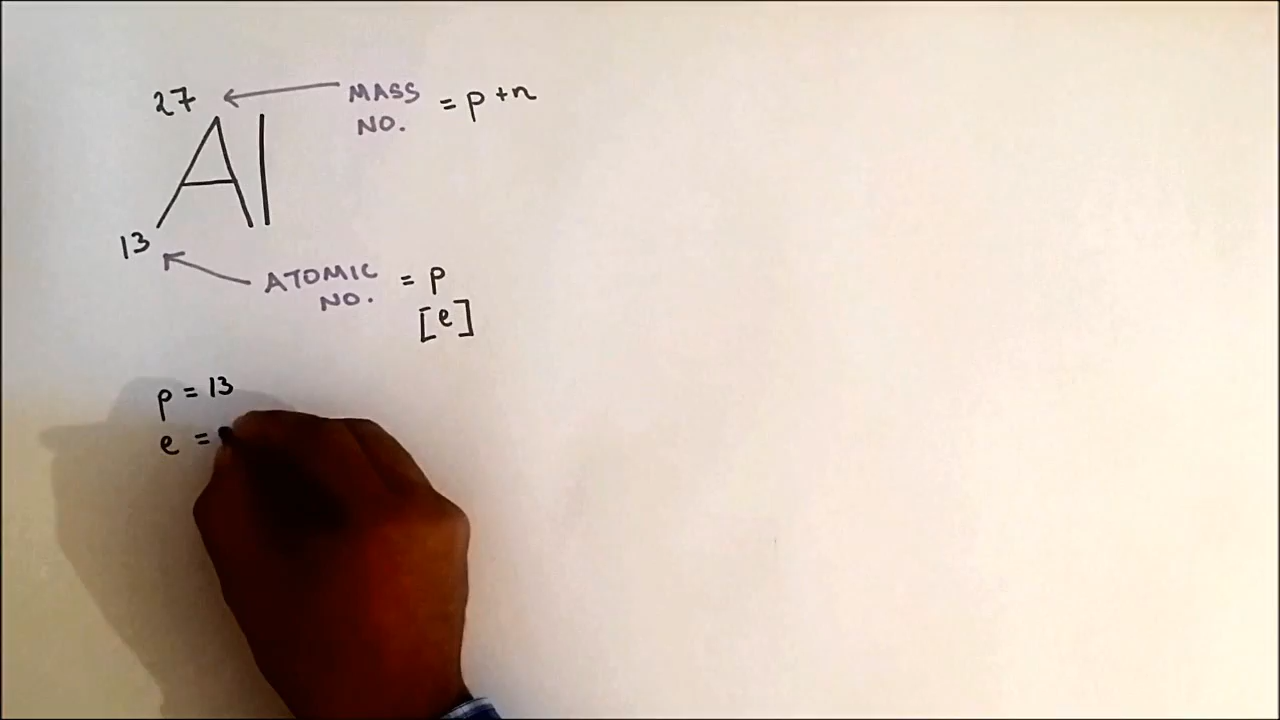 27
MASS NO. = p+n
Al
13
ATOMIC NO. = p
[e]
p = 13
e =